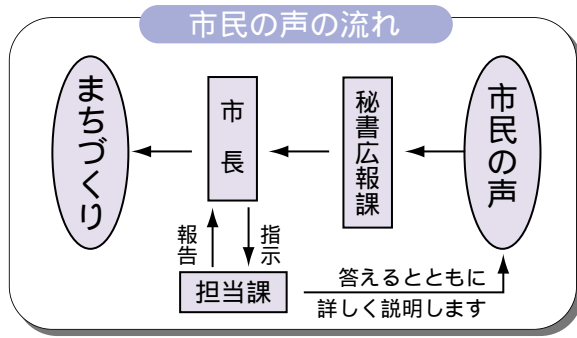 市民の声の流れ
市民の声
秘書広報課
市長
まちづくり
報告
指示
担当課
答えるとともに
詳しく説明します